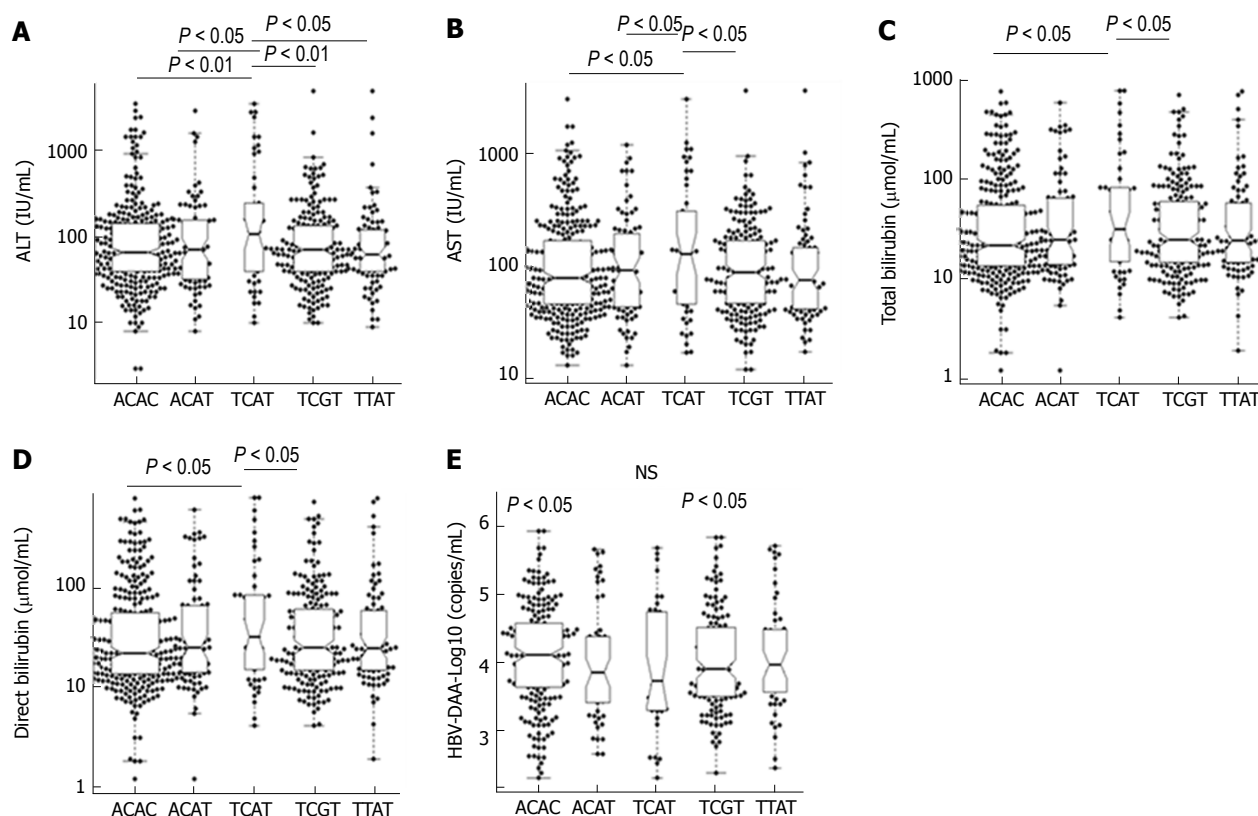 A
P < 0.05
P < 0.05
P < 0.01
P < 0.01
ALT (IU/mL)
1000
100
10
ACAC ACAT TCAT TCGT TTAT
B
P < 0.05
P < 0.05
P < 0.05
AST (IU/mL)
1000
100
10
ACAC ACAT TCAT TCGT TTAT
C
P < 0.05
P < 0.05
Total bilirubin (μmol/mL)
1000
100
10
1
ACAC ACAT TCAT TCGT TTAT
D
P < 0.05
P < 0.05
Direct bilirubin (μmol/mL)
100
10
1
ACAC ACAT TCAT TCGT TTAT
E
NS
P < 0.05 P < 0.05
HBV-DAA-Log10 (copies/mL)
6
5
4
3
ACAC ACAT TCAT TCGT TTAT